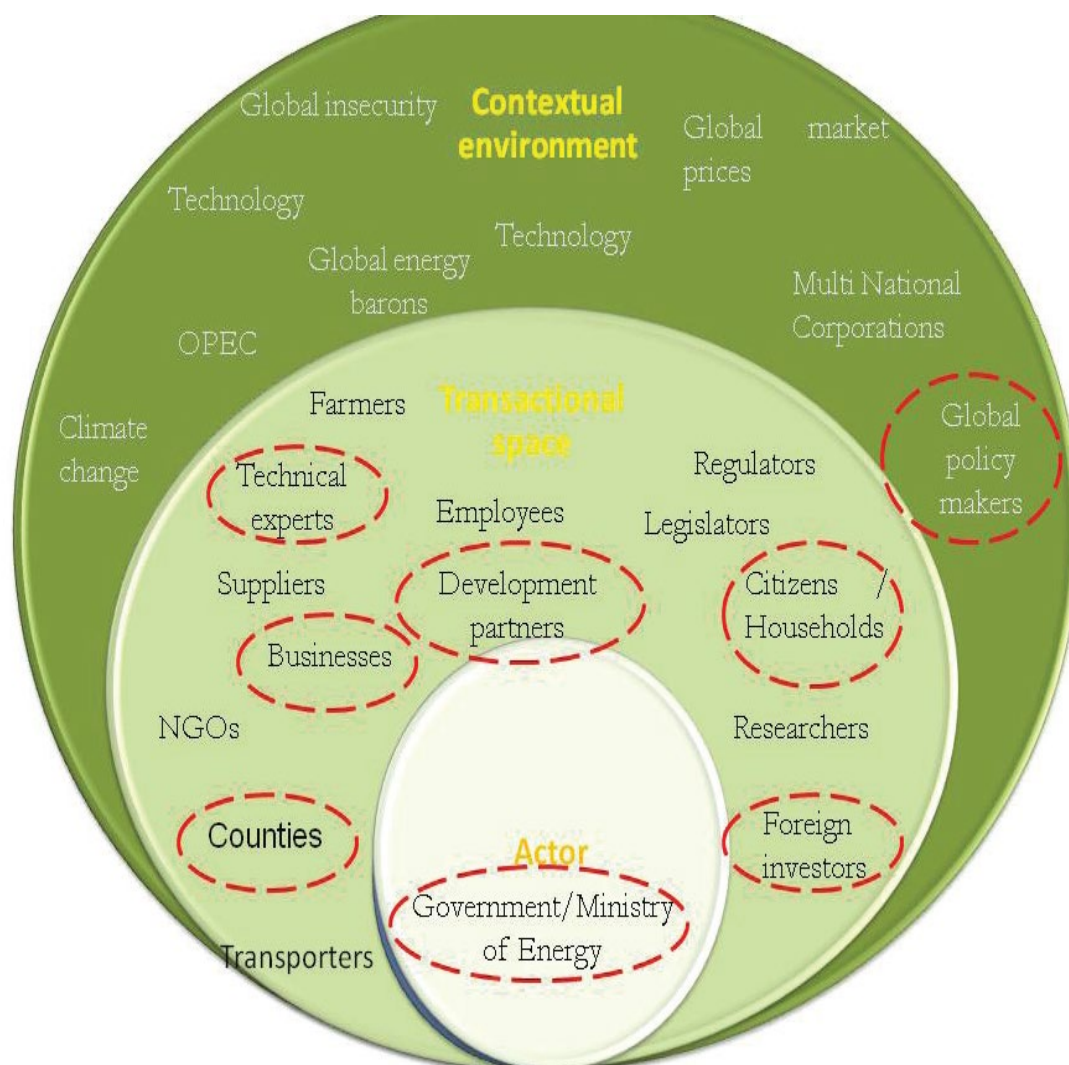 Global insecurity
Contextual
environment
Global market
prices
Technology
Technology
Global energy
barons
Multi National
Corporations
OPEC
Climate
change
Global
policy
makers
Transactional
space
Farmers
Technical
experts
Regulators
Employees
Legislators
Suppliers
Development
partners
Citizens /
Households
Businesses
NGOs
Researchers
Counties
Foreign
investors
Actor
Government/Ministry
of Energy
Transporters